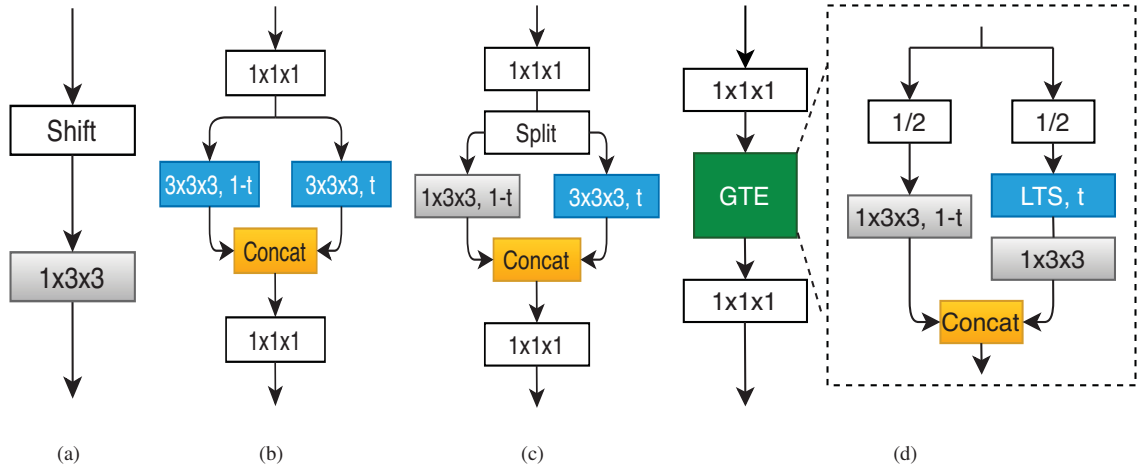 Shift
1x3x3
(a)
1x1x1
3x3x3, 1-t
3x3x3, t
Concat
1x1x1
(b)
1x1x1
Split
1x3x3, 1-t
3x3x3, t
Concat
1x1x1
(c)
1x1x1
GTE
1x1x1
1/2
1/2
LTS, t
1x3x3, 1-t
1x3x3
Concat
(d)